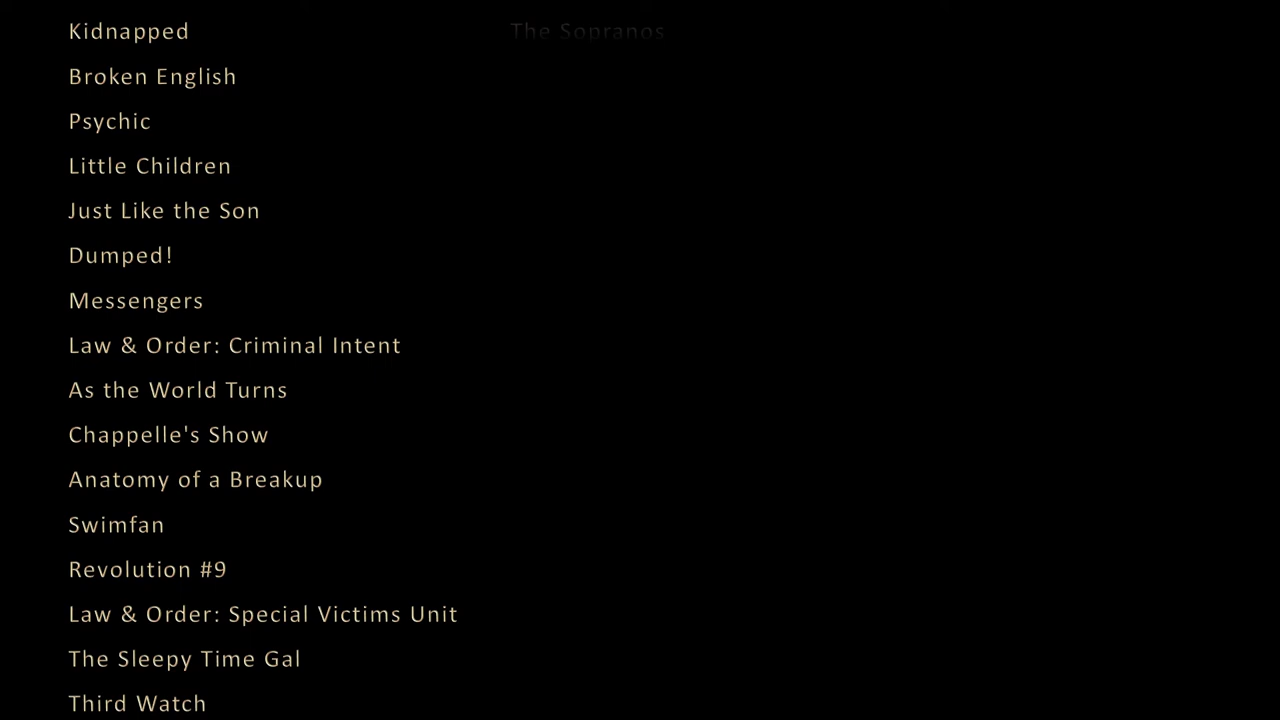 Kidnapped
Broken English
Psychic
Little Children
Just Like the Son
Dumped!
Messengers
Law & Order: Criminal Intent
As the World Turns
Chappelle's Show
Anatomy of a Breakup
Swimfan
Revolution #9
Law & Order: Special Victims Unit
The Sleepy Time Gal
Third Watch
The Sopranos